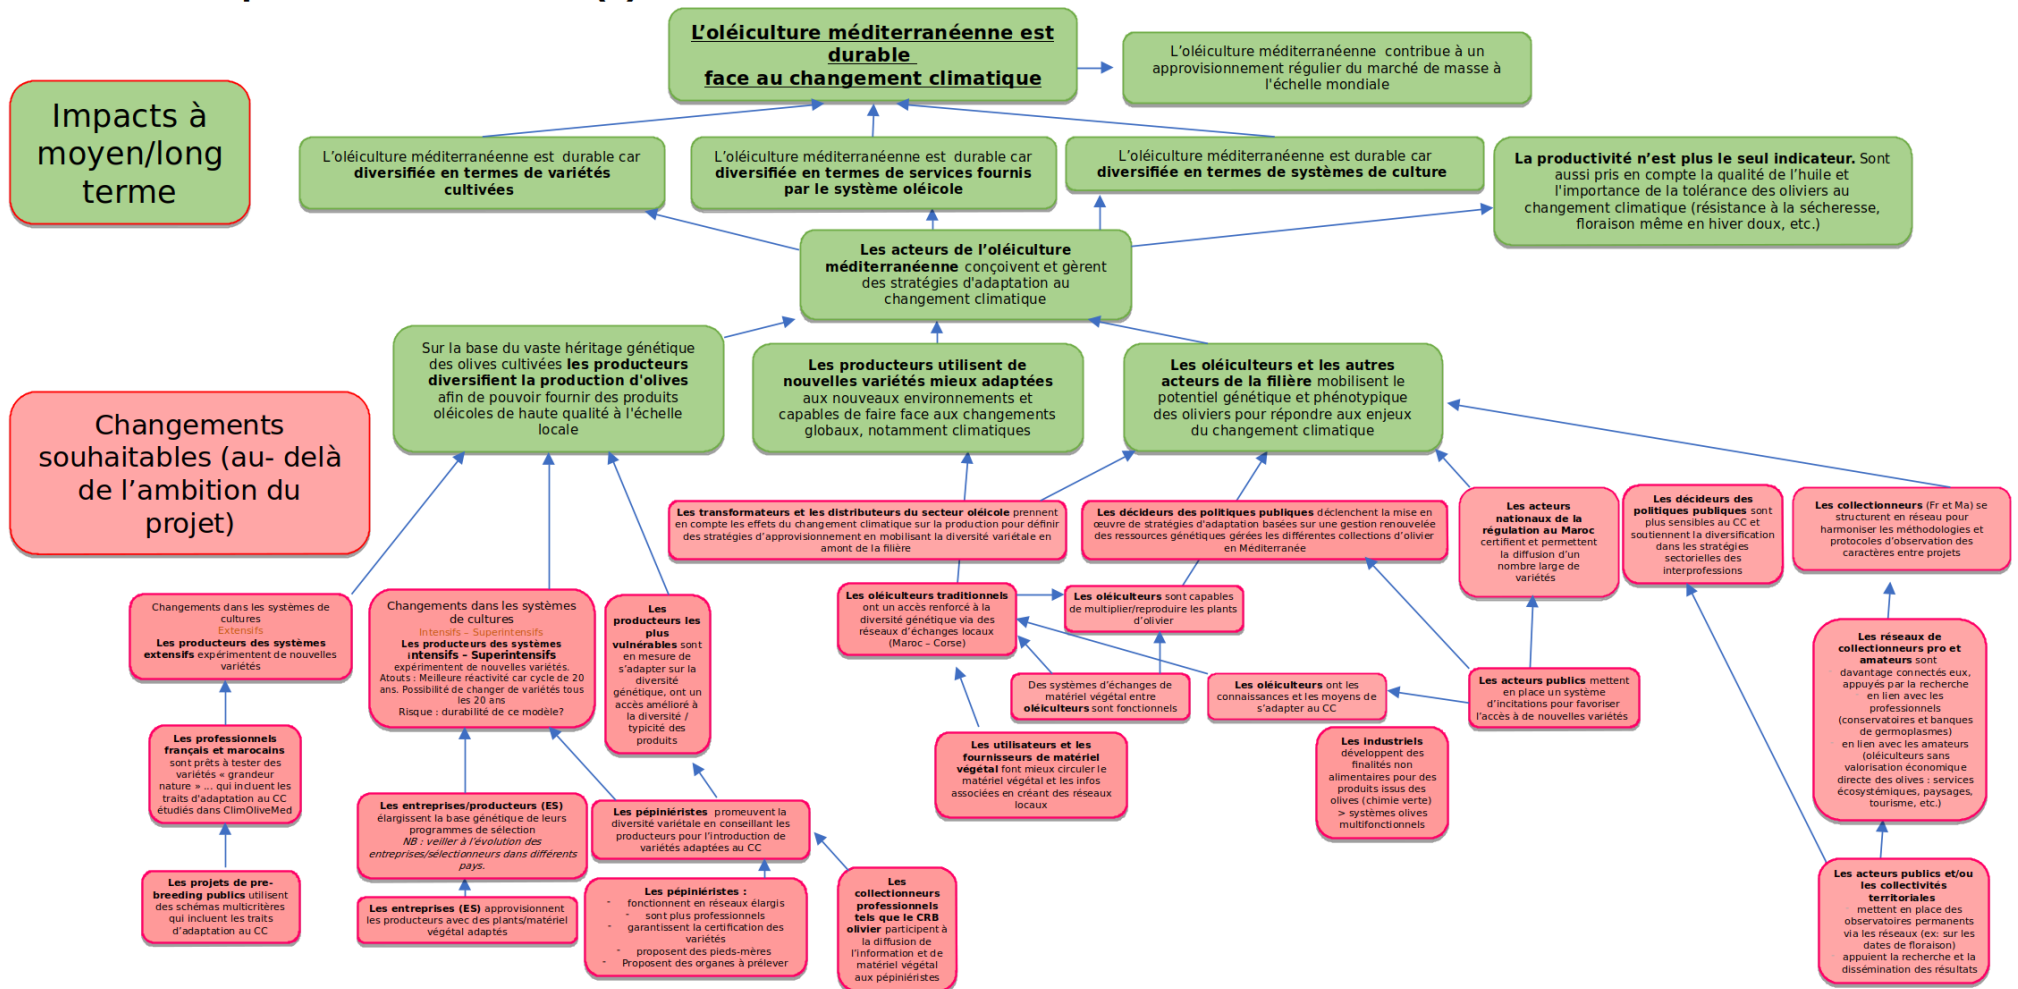 L’oléiculture méditerranéenne est
durable
face au changement climatique
L’oléiculture méditerranéenne contribue à un
approvisionnement régulier du marché de masse à
l'échelle mondiale
Impacts à
moyen/long
terme
L’oléiculture méditerranéenne est durable car
diversifiée en termes de variétés
cultivées
L’oléiculture méditerranéenne est durable car
diversifiée en termes de services fournis
par le système oléicole
L’oléiculture méditerranéenne est durable car
diversifiée en termes de systèmes de culture
La productivité n’est plus le seul indicateur. Sont
aussi pris en compte la qualité de l’huile et
l'importance de la tolérance des oliviers au
changement climatique (résistance à la sécheresse,
floraison même en hiver doux, etc.)
Les acteurs de l’oléiculture
méditerranéenne conçoivent et gèrent
des stratégies d'adaptation au
changement climatique
Sur la base du vaste héritage génétique
des olives cultivées les producteurs
diversifient la production d'olives
afin de pouvoir fournir des produits
oléicoles de haute qualité à l'échelle
locale
Les producteurs utilisent de
nouvelles variétés mieux adaptées
aux nouveaux environnements et
capables de faire face aux changements
globaux, notamment climatiques
Les oléiculteurs et les autres
acteurs de la filière mobilisent le
potentiel génétique et phénotypique
des oliviers pour répondre aux enjeux
du changement climatique
Changements
souhaitables (au- delà
de l’ambition du
projet)
Les transformateurs et les distributeurs du secteur oléicole prennent
en compte les effets du changement climatique sur la production pour définir
des stratégies d’approvisionnement en mobilisant la diversité variétale en
amont de la filière
Les décideurs des politiques publiques déclenchent la mise en
œuvre de stratégies d'adaptation basées sur une gestion renouvelée
des ressources génétiques gérées les différentes collections d’olivier
en Méditerranée
Les acteurs
nationaux de la
régulation au Maroc
certifient et permettent
la diffusion d’un
nombre large de
variétés
Les décideurs des
politiques publiques sont
plus sensibles au CC et
soutiennent la diversification
dans les stratégies
sectorielles des
interprofessions
Les collectionneurs (Fr et Ma) se
structurent en réseau pour
harmoniser les méthodologies et
protocoles d’observation des
caractères entre projets
Changements dans les systèmes de
cultures
Extensifs
Les producteurs des systèmes
extensifs expérimentent de nouvelles
variétés
Changements dans les systèmes
de cultures
Intensifs – Superintensifs
Les producteurs des systèmes
intensifs – Superintensifs
expérimentent de nouvelles variétés.
Atouts : Meilleure réactivité car cycle de 20
ans. Possibilité de changer de variétés tous
les 20 ans
Risque : durabilité de ce modèle?
Les
producteurs les
plus
vulnérables sont
en mesure de
s’adapter sur la
diversité
génétique, ont un
accès amélioré à
la diversité /
typicité des
produits
Les oléiculteurs traditionnels
ont un accès renforcé à la
diversité génétique via des
réseaux d’échanges locaux
(Maroc – Corse)
Les oléiculteurs sont capables
de multiplier/reproduire les plants
d’olivier
Des systèmes d’échanges de
matériel végétal entre
oléiculteurs sont fonctionnels
Les oléiculteurs ont les
connaissances et les moyens de
s’adapter au CC
Les acteurs publics mettent
en place un système
d’incitations pour favoriser
l’accès à de nouvelles variétés
Les réseaux de
collectionneurs pro et
amateurs sont
davantage connectés eux,
appuyés par la recherche
en lien avec les
professionnels
(conservatoires et banques
de germoplasmes)
en lien avec les amateurs
(oléiculteurs sans
valorisation économique
directe des olives : services
écosystémiques, paysages,
tourisme, etc.)
Les professionnels
français et marocains
sont prêts à tester des
variétés « grandeur
nature » ... qui incluent les
traits d’adaptation au CC
étudiés dans ClimOliveMed
Les utilisateurs et les
fournisseurs de matériel
végétal font mieux circuler le
matériel végétal et les infos
associées en créant des réseaux
locaux
Les industriels
développent des
finalités non
alimentaires pour des
produits issus des
olives (chimie verte)
> systèmes olives
multifonctionnels
Les entreprises/producteurs (ES)
élargissent la base génétique de leurs
programmes de sélection
NB : veiller à l’évolution des
entreprises/sélectionneurs dans différents
pays.
Les pépiniéristes promeuvent la
diversité variétale en conseillant les
producteurs pour l’introduction de
variétés adaptées au CC
Les projets de pre-
breeding publics utilisent
des schémas multicritères
qui incluent les traits
d’adaptation au CC
Les entreprises (ES) approvisionnent
les producteurs avec des plants/matériel
végétal adaptés
Les pépiniéristes :
- fonctionnent en réseaux élargis
- sont plus professionnels
- garantissent la certification des
variétés
- proposent des pieds-mères
- Proposent des organes à prélever
Les
collectionneurs
professionnels
tels que le CRB
olivier participent à
la diffusion de
l’information et de
matériel végétal
aux pépiniéristes
Les acteurs publics et/ou
les collectivités
territoriales
- mettent en place des
observatoires permanents
via les réseaux (ex: sur les
dates de floraison)
- appuient la recherche et la
dissémination des résultats